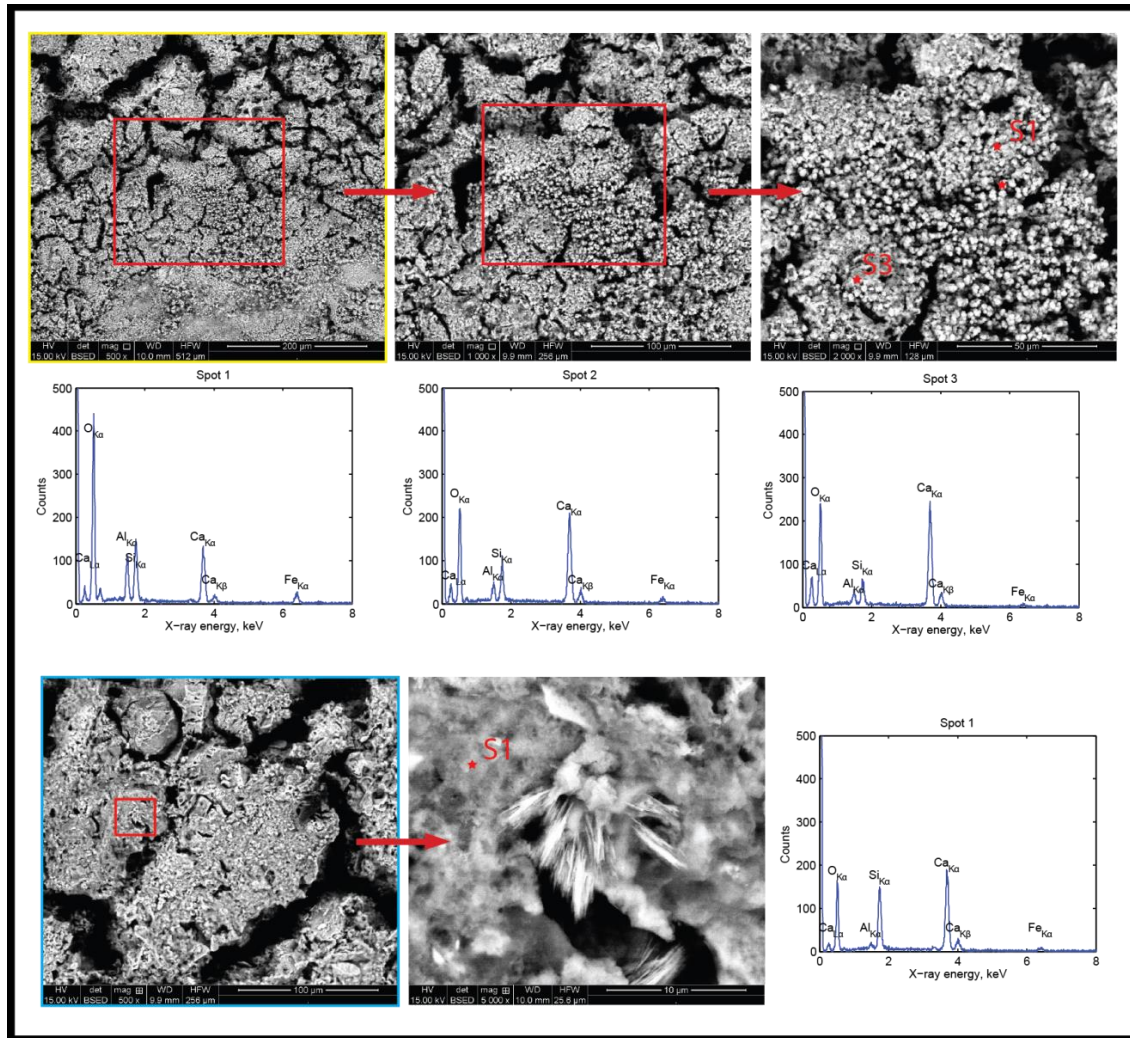 S1
S3
200 µm
HV det mag WD HFW
15.00 kV BSED 500 x 10.0 mm 512 µm
100 µm
HV det mag WD HFW
15.00 kV BSED 1 000 x 9.9 mm 256 µm
50 µm
HV det mag WD HFW
15.00 kV BSED 2 000 x 9.9 mm 128 µm
Spot 1
500
400
300
200
100
0
Counts
OKα
AlKα
SiKα
CaLα
CaKα
CaKβ
FeKα
0 2 4 6 8
X-ray energy, keV
Spot 2
500
400
300
200
100
0
Counts
OKα
CaKα
SiKα
AlKα
CaLα
CaKβ
FeKα
0 2 4 6 8
X-ray energy, keV
Spot 3
500
400
300
200
100
0
Counts
OKα
CaKα
CaLα
SiKα
AlKα
CaKβ
FeKα
0 2 4 6 8
X-ray energy, keV
S1
100 µm
HV det mag WD HFW
15.00 kV BSED 500 x 9.9 mm 256 µm
10 µm
HV det mag WD HFW
15.00 kV BSED 5 000 x 10.0 mm 25.6 µm
Spot 1
500
400
300
200
100
0
Counts
OKα
SiKα
CaKα
CaLα
AlKα
CaKβ
FeKα
0 2 4 6 8
X-ray energy, keV